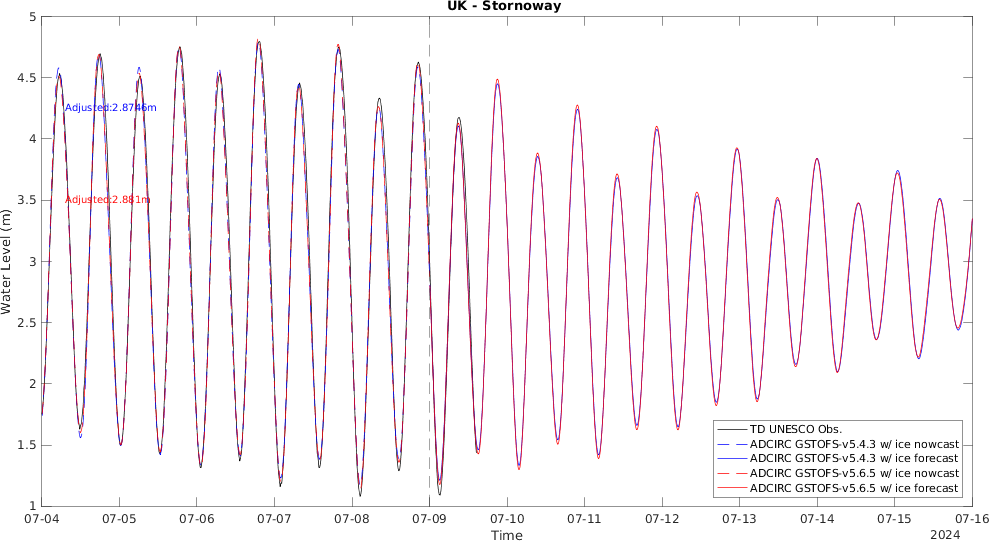 UK - Stornoway
5
4.5
4
3.5
3
2.5
2
1.5
1
Water Level (m)
Adjusted:2.8746m
Adjusted:2.881m
TD UNESCO Obs.
ADCIRC GSTOFS-v5.4.3 w/ ice nowcast
ADCIRC GSTOFS-v5.4.3 w/ ice forecast
ADCIRC GSTOFS-v5.6.5 w/ ice nowcast
ADCIRC GSTOFS-v5.6.5 w/ ice forecast
07-04 07-05 07-06 07-07 07-08 07-09 07-10 07-11 07-12 07-13 07-14 07-15 07-16
Time
2024